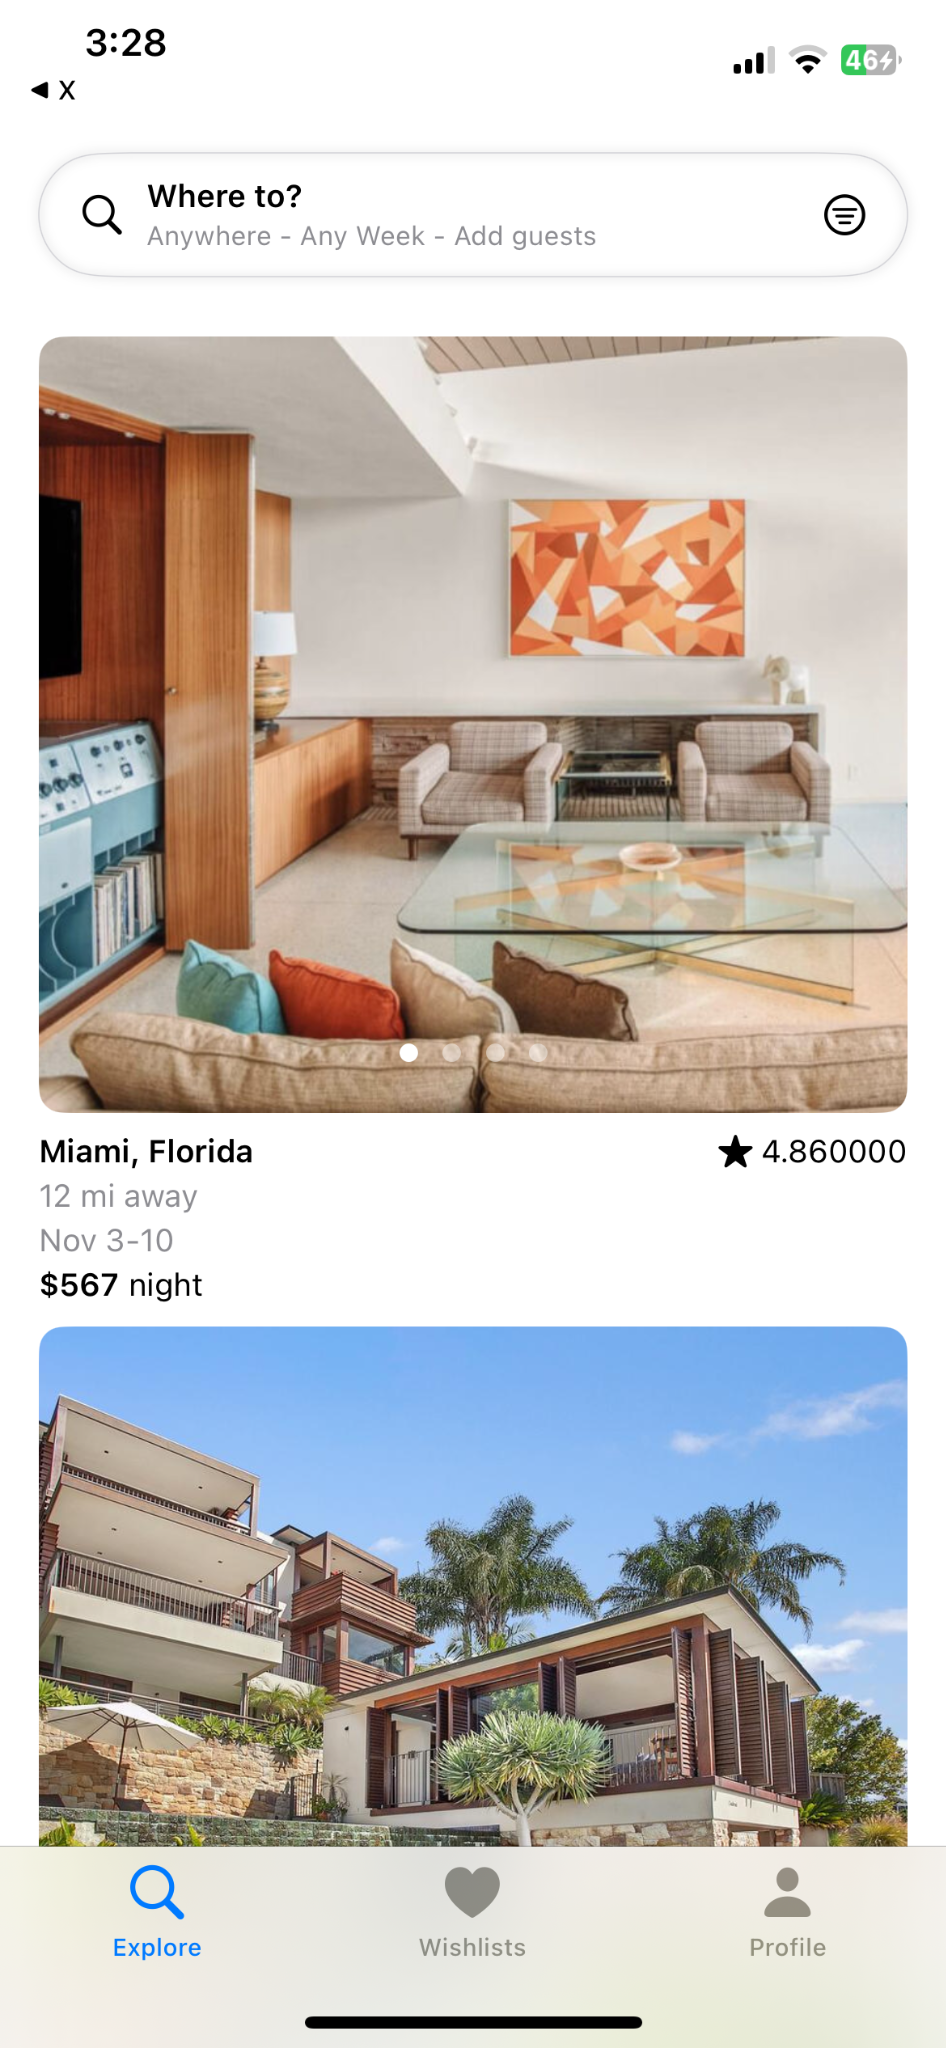 3:28
46
◀ X
Where to?
Anywhere - Any Week - Add guests
Miami, Florida
★ 4.860000
12 mi away
Nov 3-10
$567 night
Explore
Wishlists
Profile